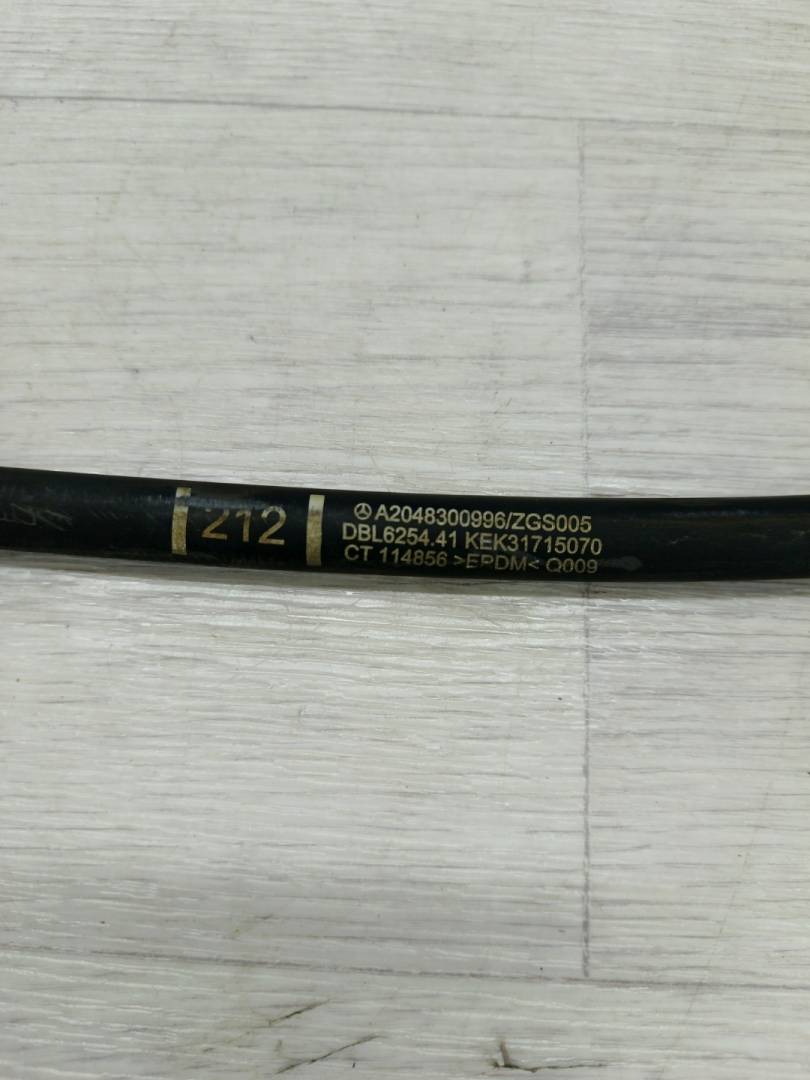 212
A2048300996/ZGS005
DBL6254.41 KEK31715070
CT 114856 >EPDM< Q009